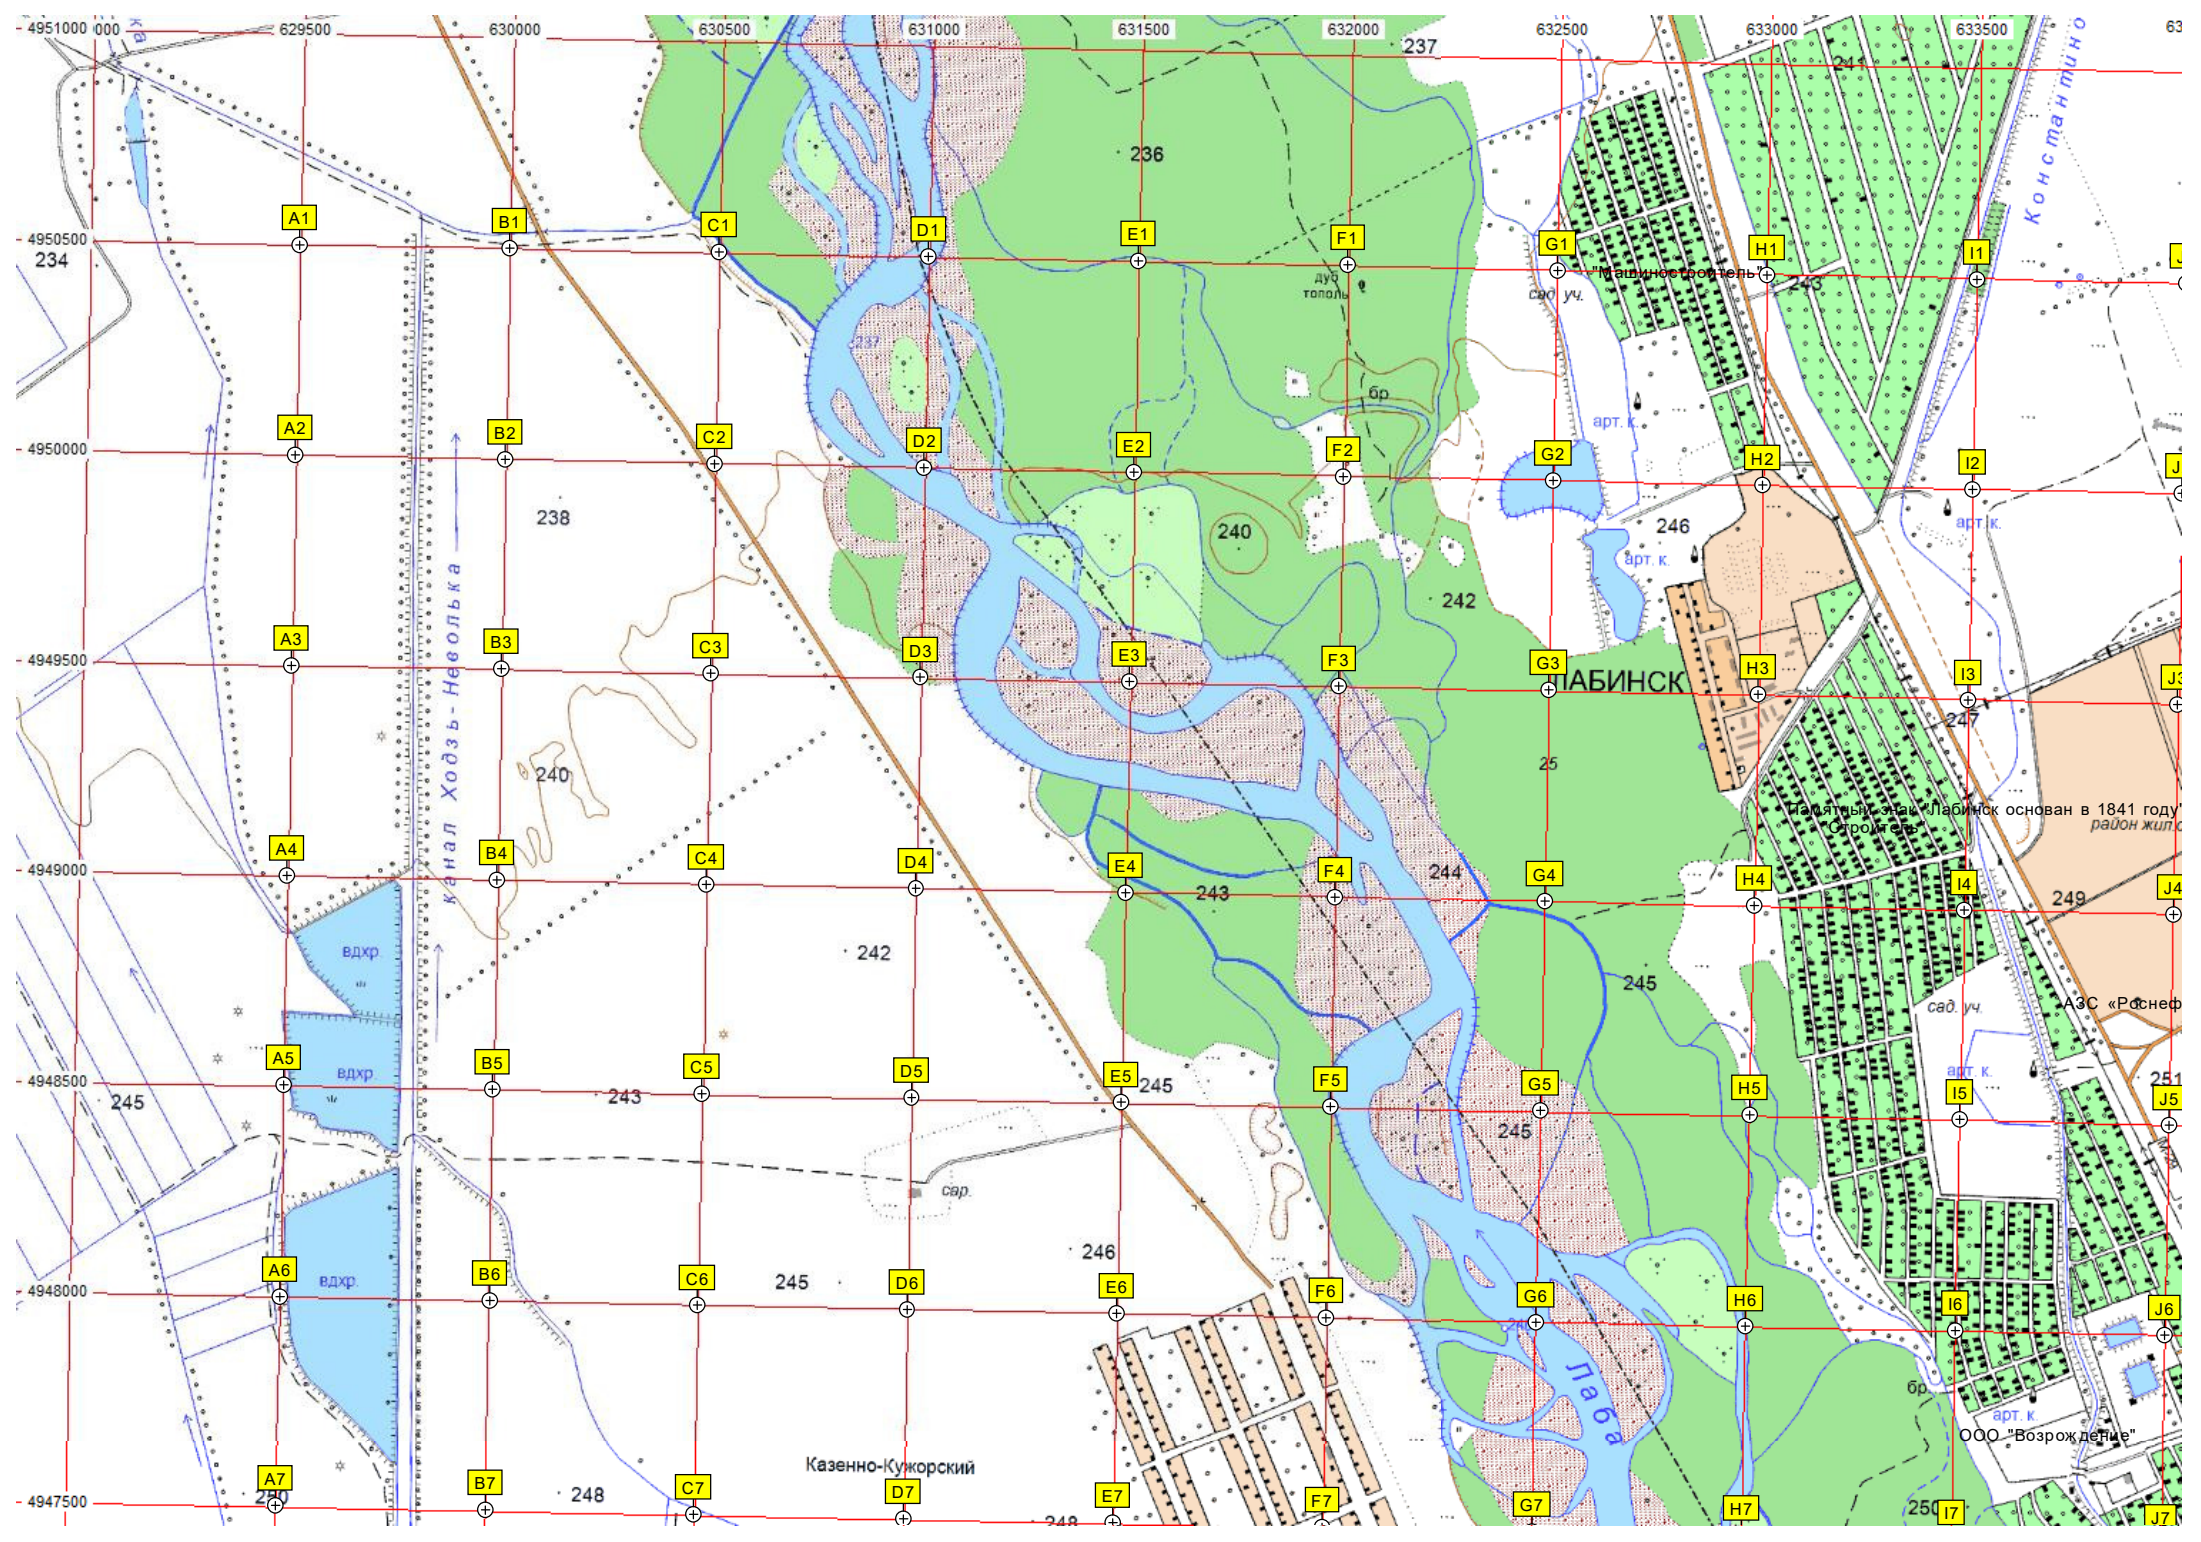 4951000
000
629500
630000
630500
631000
631500
632000
632500
633000
633500
63
ка
237
241
Константино
236
A1
B1
C1
D1
E1
F1
G1
H1
I1
J
4950500
234
"Машиностроитель"
243
дуб
тополь
сад. уч.
237
бр
арт. к.
A2
B2
C2
D2
E2
F2
G2
H2
I2
J
4950000
238
240
246
арт. к.
арт. к.
канал Ходзь-Неволька
242
A3
B3
C3
D3
E3
F3
G3
H3
I3
J3
4949500
ЛАБИНСК
247
240
25
Памятный знак "Лабинск основан в 1841 году"
Строитель"
район жил.
A4
B4
C4
D4
E4
F4
G4
H4
I4
J4
4949000
243
244
249
вдхр.
242
245
сад. уч.
АЗС «Роснеф
A5
B5
C5
D5
E5
F5
G5
H5
I5
J5
4948500
вдхр.
245
243
245
245
арт. к.
251
сар.
246
вдхр.
245
A6
B6
C6
D6
E6
F6
G6
H6
I6
J6
4948000
Лаба
бр.
арт. к.
ООО "Возрождение"
Казенно-Кужорский
A7
B7
C7
D7
E7
F7
G7
H7
I7
J7
4947500
250
248
248
250